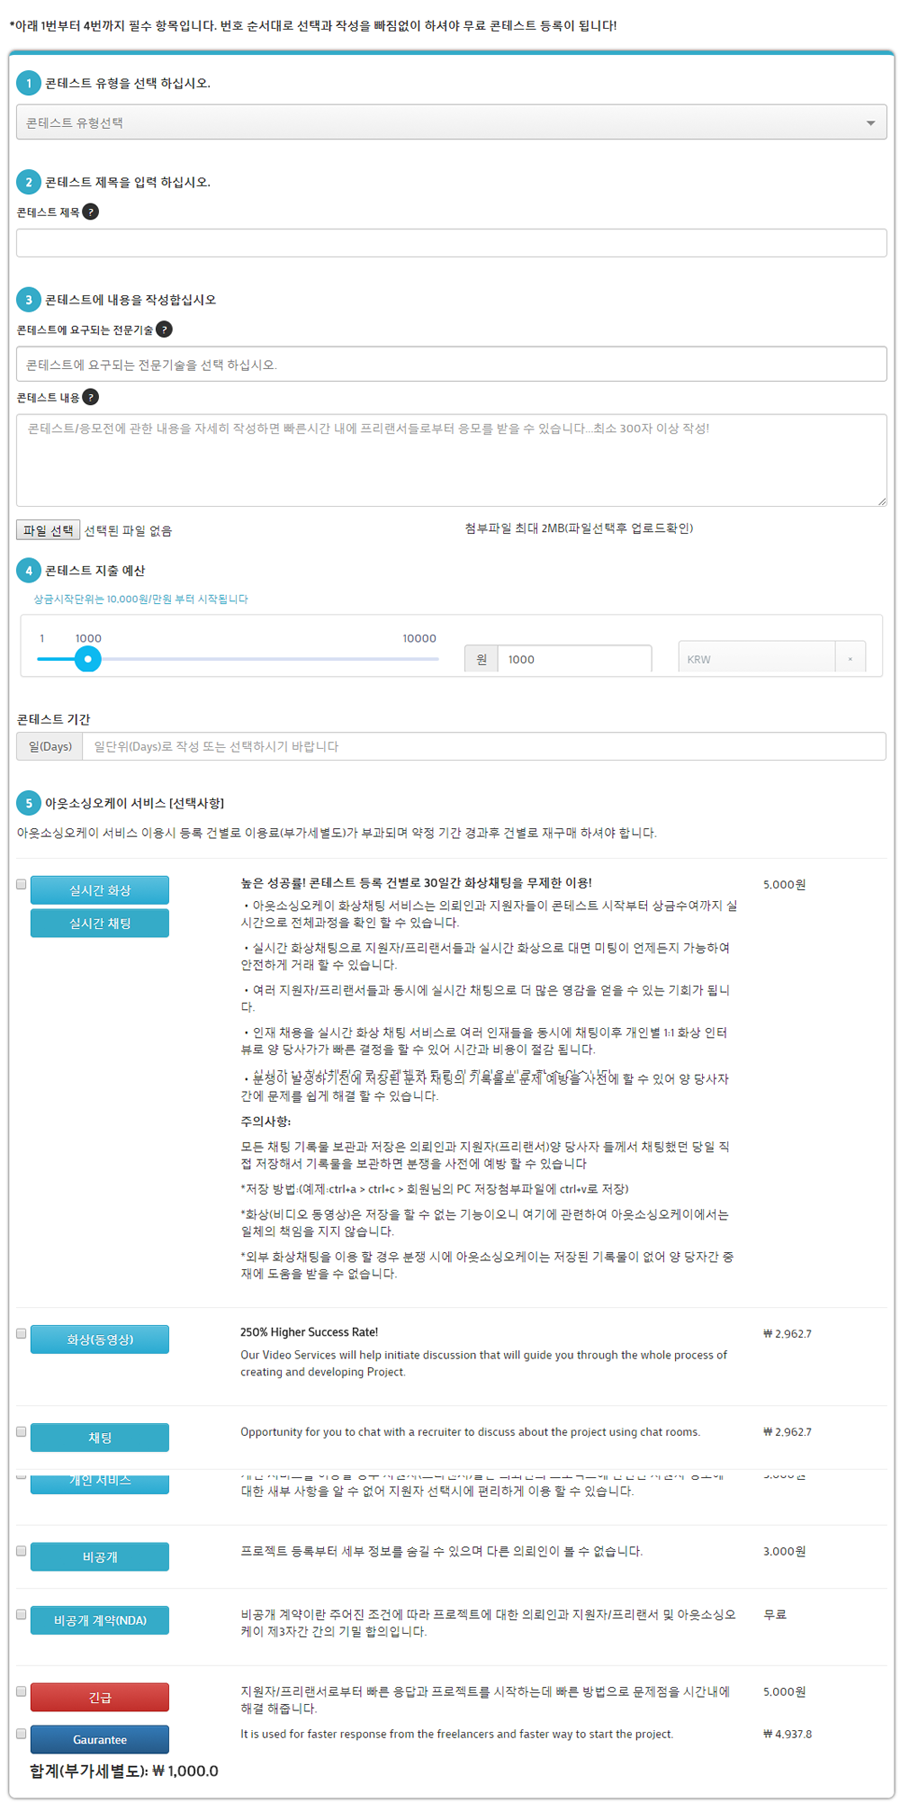 *아래 1번부터 4번까지 필수 항목입니다. 번호 순서대로 선택과 작성을 빠짐없이 하셔야 무료 콘테스트 등록이 됩니다!
1 콘테스트 유형을 선택 하십시오.
콘테스트 유형선택
2 콘테스트 제목을 입력 하십시오.
콘테스트 제목 ?
3 콘테스트에 내용을 작성합십시오
콘테스트에 요구되는 전문기술 ?
콘테스트에 요구되는 전문기술을 선택 하십시오.
콘테스트 내용 ?
콘테스트/응모전에 관한 내용을 자세히 작성하면 빠른시간 내에 프리랜서들로부터 응모를 받을 수 있습니다...최소 300자 이상 작성!
파일 선택 선택된 파일 없음 첨부파일 최대 2MB(파일선택후 업로드확인)
4 콘테스트 지출 예산
상금시작단위는 10,000원/만원 부터 시작됩니다
1 1000 10000
원 1000 KRW ×
콘테스트 기간
일(Days) 일단위(Days)로 작성 또는 선택하시기 바랍니다
5 아웃소싱오케이 서비스 [선택사항]
아웃소싱오케이 서비스 이용시 등록 건별로 이용료(부가세별도)가 부과되며 약정 기간 경과후 건별로 재구매 하셔야 합니다.
실시간 화상
실시간 채팅
높은 성공률! 콘테스트 등록 건별로 30일간 화상채팅을 무제한 이용! 5,000원
・아웃소싱오케이 화상채팅 서비스는 의뢰인과 지원자들이 콘테스트 시작부터 상금수여까지 실
시간으로 전체과정을 확인 할 수 있습니다.
・실시간 화상채팅으로 지원자/프리랜서들과 실시간 화상으로 대면 미팅이 언제든지 가능하여
안전하게 거래 할 수 있습니다.
・여러 지원자/프리랜서들과 동시에 실시간 채팅으로 더 많은 영감을 얻을 수 있는 기회가 됩니
다.
・인재 채용을 실시간 화상 채팅 서비스로 여러 인재들을 동시에 채팅이후 개인별 1:1 화상 인터
뷰로 양 당사가가 빠른 결정을 할 수 있어 시간과 비용이 절감 됩니다.
・분쟁이 발생하기전에 저장된 문자 채팅의 기록물로 문제 예방을 사전에 할 수 있어 양 당사자
간에 문제를 쉽게 해결 할 수 있습니다.
주의사항:
모든 채팅 기록물 보관과 저장은 의뢰인과 지원자(프리랜서)양 당사자 들께서 채팅했던 당일 직
접 저장해서 기록물을 보관하면 분쟁을 사전에 예방 할 수 있습니다
*저장 방법:(예제:ctrl+a > ctrl+c > 회원님의 PC 저장첨부파일에 ctrl+v로 저장)
*화상(비디오 동영상)은 저장을 할 수 없는 기능이오니 여기에 관련하여 아웃소싱오케이에서는
일체의 책임을 지지 않습니다.
*외부 화상채팅을 이용 할 경우 분쟁 시에 아웃소싱오케이는 저장된 기록물이 없어 양 당자간 중
재에 도움을 받을 수 없습니다.
화상(동영상) 250% Higher Success Rate! ₩ 2,962.7
Our Video Services will help initiate discussion that will guide you through the whole process of
creating and developing Project.
채팅 Opportunity for you to chat with a recruiter to discuss about the project using chat rooms. ₩ 2,962.7
개인 서비스
대한 새부 사항을 알 수 없어 지원자 선택시에 편리하게 이용 할 수 있습니다.
비공개 프로젝트 등록부터 세부 정보를 숨길 수 있으며 다른 의뢰인이 볼 수 없습니다. 3,000원
비공개 계약(NDA) 비공개 계약이란 주어진 조건에 따라 프로젝트에 대한 의뢰인과 지원자/프리랜서 및 아웃소싱오 무료
케이 제3자간 간의 기밀 합의입니다.
긴급 지원자/프리랜서로부터 빠른 응답과 프로젝트를 시작하는데 빠른 방법으로 문제점을 시간내에 5,000원
해결 해줍니다.
Gaurantee It is used for faster response from the freelancers and faster way to start the project. ₩ 4,937.8
합계(부가세별도): ₩ 1,000.0